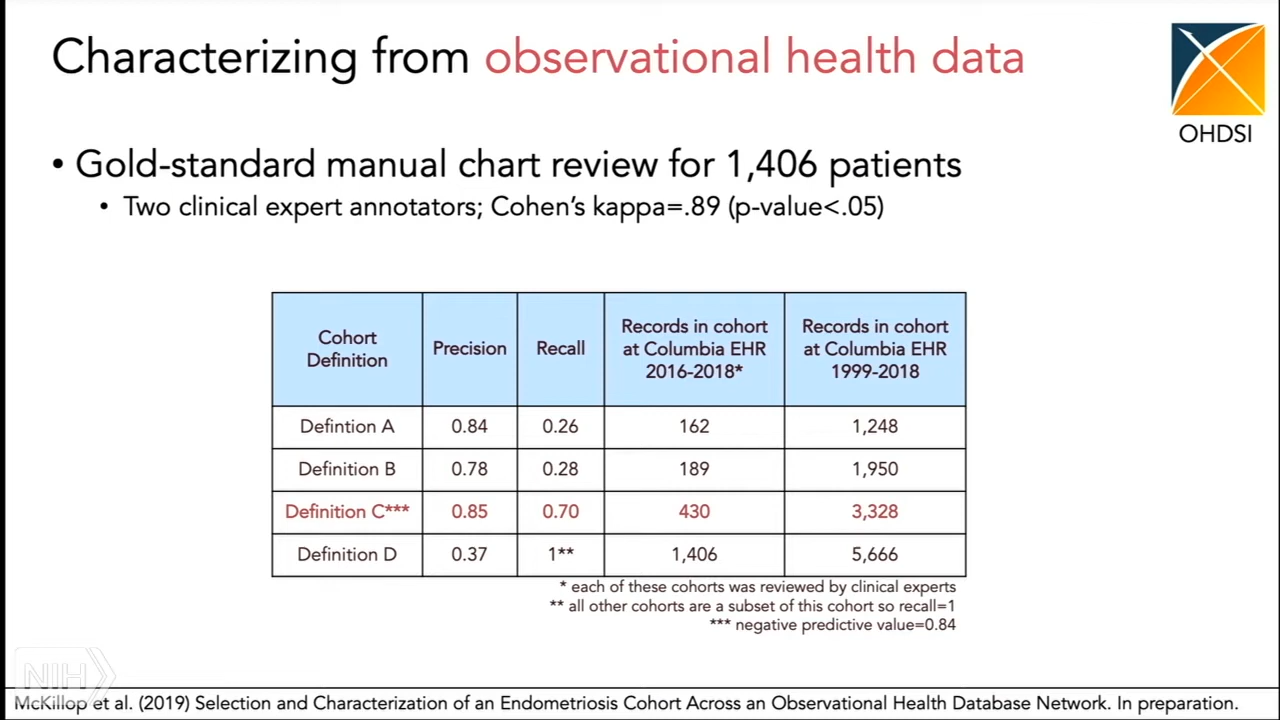 Characterizing from observational health data
OHDSI
• Gold-standard manual chart review for 1,406 patients
• Two clinical expert annotators; Cohen's kappa=.89 (p-value<.05)
Cohort Definition | Precision | Recall | Records in cohort at Columbia EHR 2016-2018* | Records in cohort at Columbia EHR 1999-2018
Defintion A | 0.84 | 0.26 | 162 | 1,248
Definition B | 0.78 | 0.28 | 189 | 1,950
Definition C*** | 0.85 | 0.70 | 430 | 3,328
Definition D | 0.37 | 1** | 1,406 | 5,666
* each of these cohorts was reviewed by clinical experts
** all other cohorts are a subset of this cohort so recall=1
*** negative predictive value=0.84
NIH
McKillop et al. (2019) Selection and Characterization of an Endometriosis Cohort Across an Observational Health Database Network. In preparation.